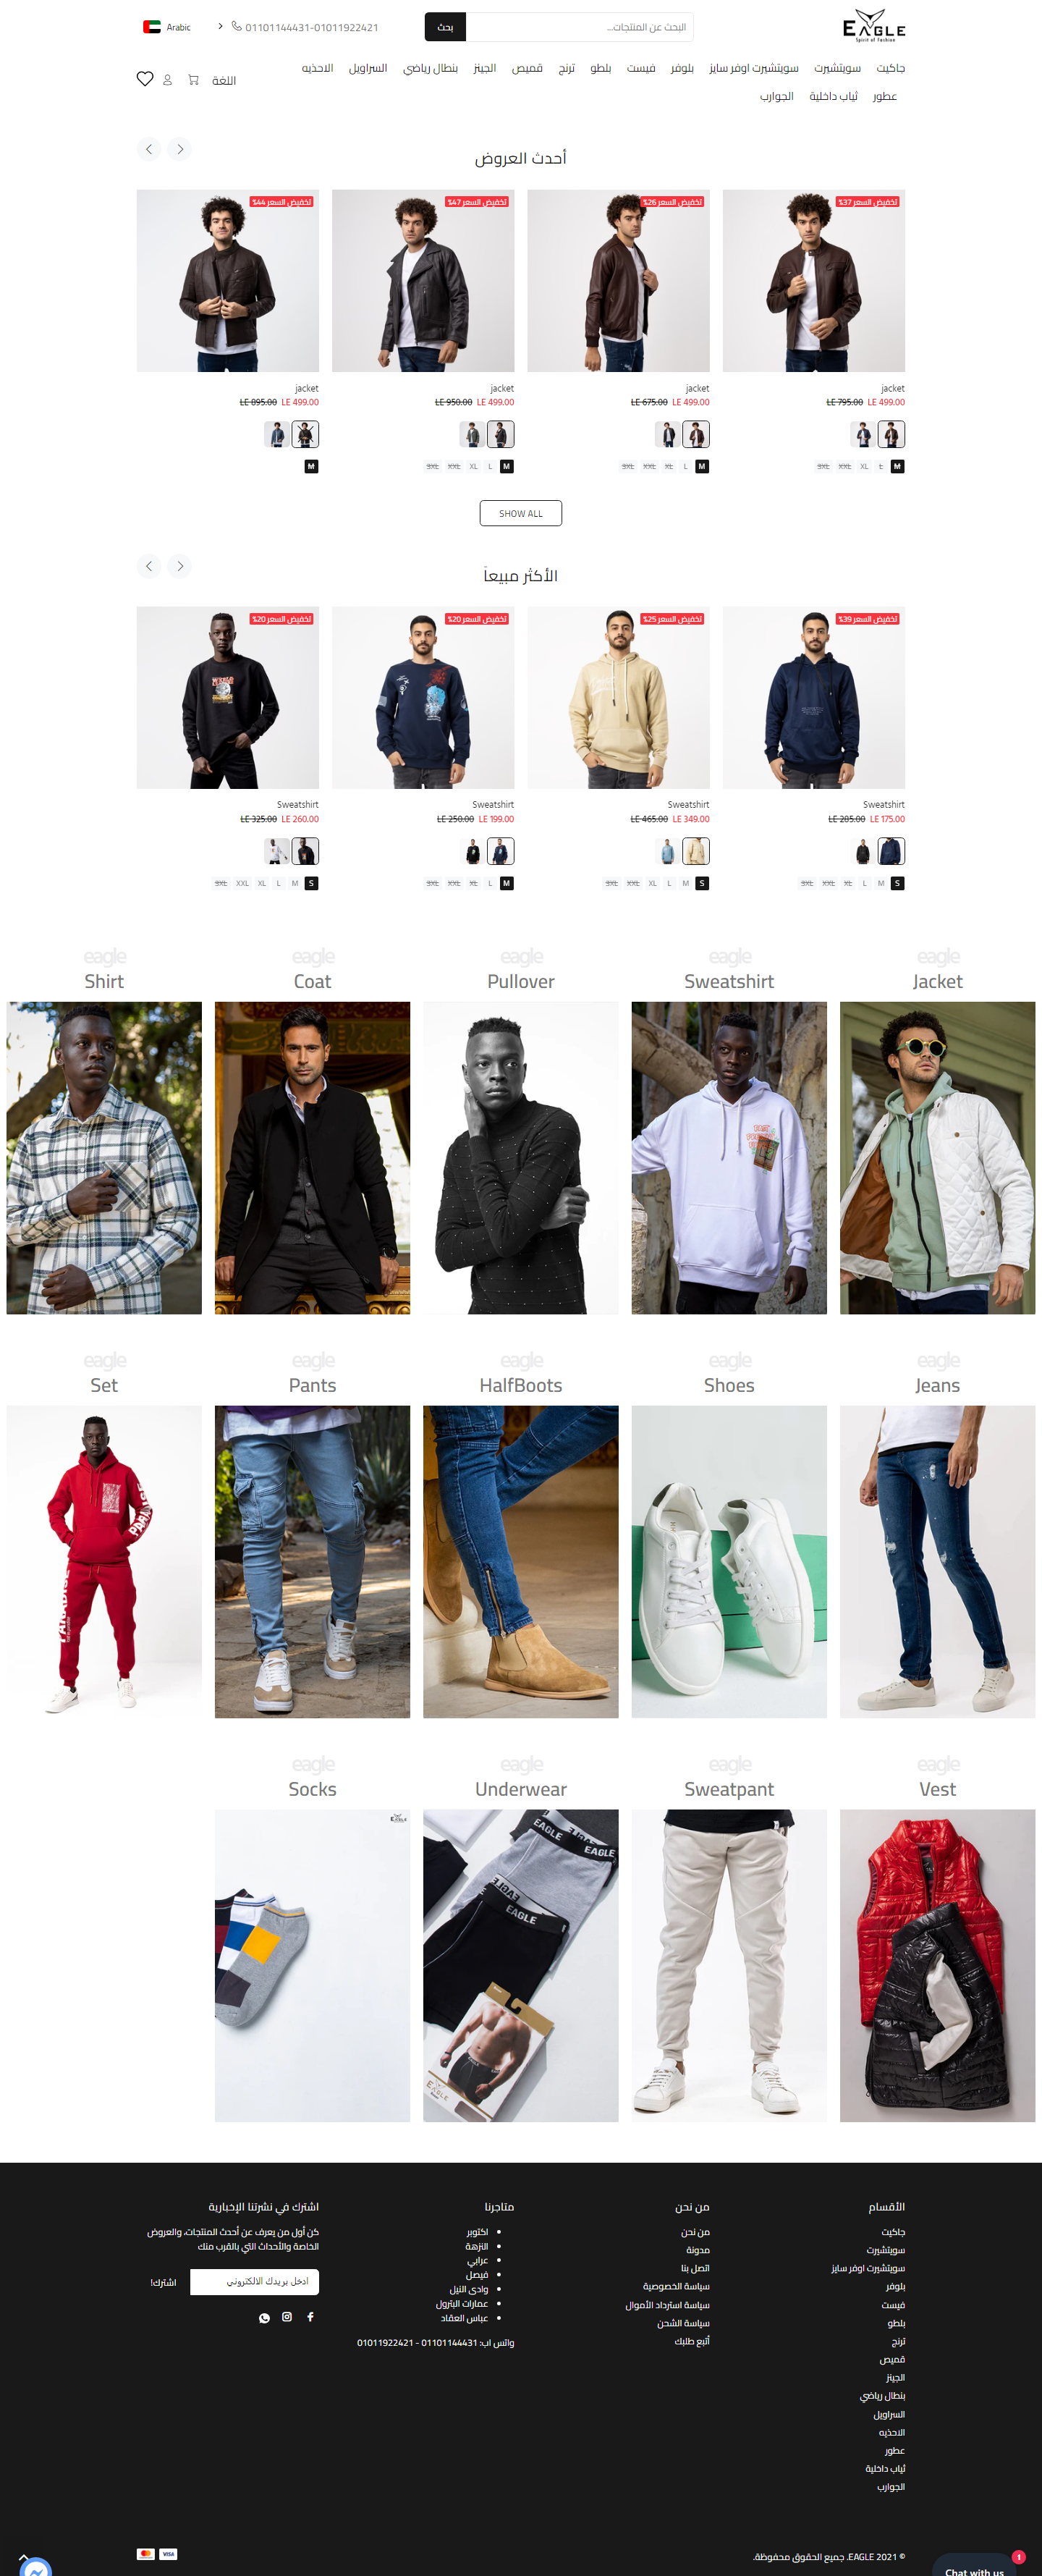 EAGLE
Spirit of Fashion
البحث عن المنتجات...
بحث
01101144431-01011922421
Arabic
جاكيت سويتشيرت سويتشيرت اوفر سايز بلوفر فيست بلطو ترنج قميص الجينز بنطال رياضي السراويل الاحذيه
عطور ثياب داخلية الجوارب
اللغة
أحدث العروض
تخفيض السعر 37%
تخفيض السعر 26%
تخفيض السعر 47%
تخفيض السعر 44%
jacket
LE 499.00 LE 795.00
M L XL XXL 3XL
jacket
LE 499.00 LE 675.00
M L XL XXL 3XL
jacket
LE 499.00 LE 950.00
M L XL XXL 3XL
jacket
LE 499.00 LE 895.00
M
SHOW ALL
الأكثر مبيعاً
تخفيض السعر 39%
تخفيض السعر 25%
تخفيض السعر 20%
تخفيض السعر 20%
Sweatshirt
LE 175.00 LE 285.00
S M L XL XXL 3XL
Sweatshirt
LE 349.00 LE 465.00
S M L XL XXL 3XL
Sweatshirt
LE 199.00 LE 250.00
M L XL XXL 3XL
Sweatshirt
LE 260.00 LE 325.00
S M L XL XXL 3XL
eagle
Jacket
eagle
Sweatshirt
eagle
Pullover
eagle
Coat
eagle
Shirt
eagle
Jeans
eagle
Shoes
eagle
HalfBoots
eagle
Pants
eagle
Set
PARADISE
PARADISE
eagle
Vest
eagle
Sweatpant
eagle
Underwear
EAGLE
EAGLE
EAGLE
EAGLE
EAGLE
eagle
Socks
EAGLE
الأقسام
جاكيت
سويتشيرت
سويتشيرت اوفر سايز
بلوفر
فيست
بلطو
ترنج
قميص
الجينز
بنطال رياضي
السراويل
الاحذيه
عطور
ثياب داخلية
الجوارب
من نحن
من نحن
مدونة
اتصل بنا
سياسة الخصوصية
سياسة استرداد الأموال
سياسة الشحن
أتبع طلبك
متاجرنا
اكتوبر
النزهة
عرابي
فيصل
وادى النيل
عمارات البترول
عباس العقاد
واتس اب: 01101144431 - 01011922421
اشترك في نشرتنا الإخبارية
كن أول من يعرف عن أحدث المنتجات، والعروض
الخاصة والأحداث التي بالقرب منك
ادخل بريدك الالكتروني
اشترك!
© EAGLE 2021. جميع الحقوق محفوظة.
VISA
1
Chat with us